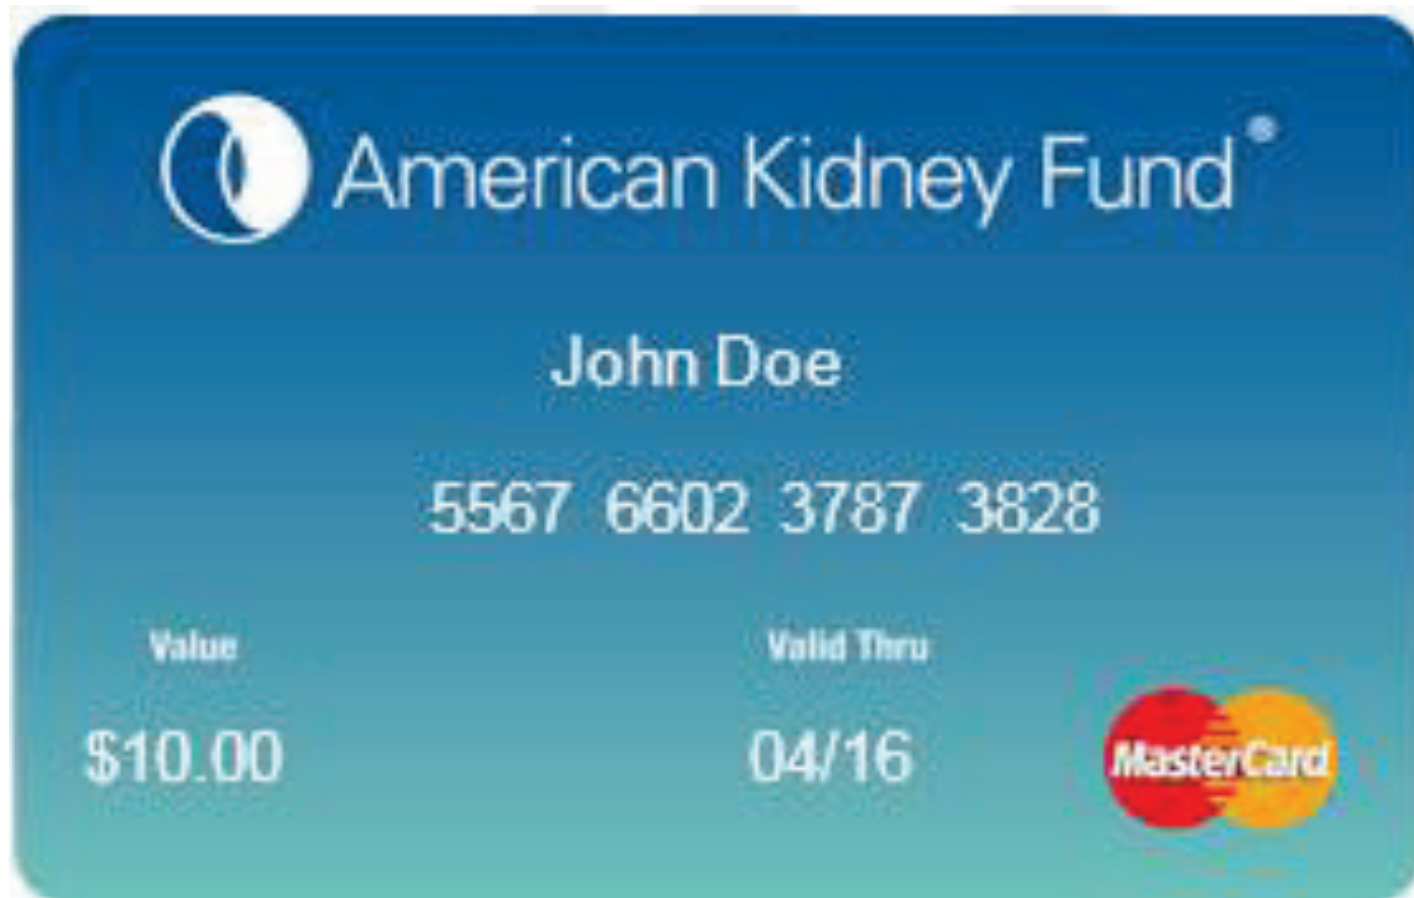 American Kidney Fund®
John Doe
5567 6602 3787 3828
Value
Valid Thru
$10.00
04/16
MasterCard